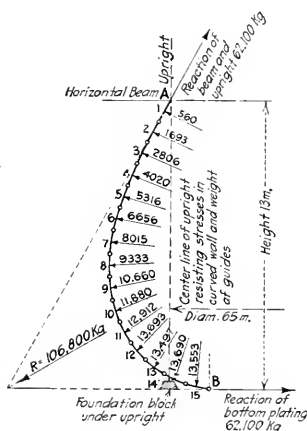 Upright
Reaction of
beam and
upright 62.100 Kg
Horizontal Beam A
1
560
2
1693
3
2806
4
4020
5
5316
6
6656
7
8015
8
9333
9
10.660
10
11.880
11
12,912
12
13,693
13
13,497
14
13,690
15
13,553
B
Center line of upright
resisting stresses in
curved wall and weight
at guides
Height 13m.
Diam. 65 m.
R= 106,800 Kg
Foundation block
under upright
Reaction of
bottom plating
62.100 Kg